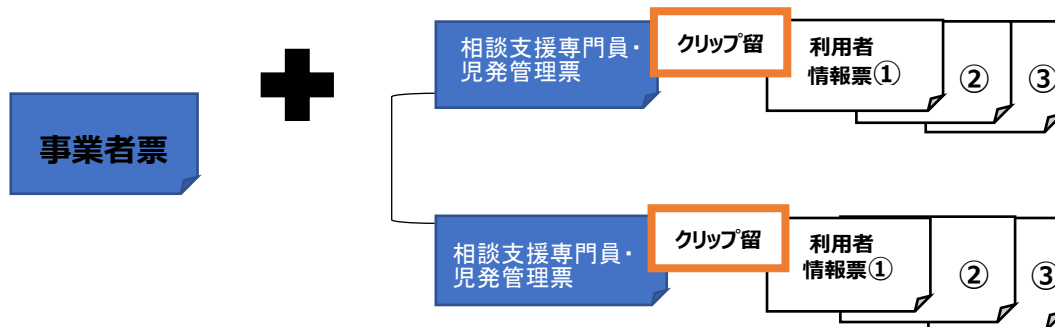 事業者票
相談支援専門員・
児発管理票
クリップ留
利用者
情報票①
②
③
相談支援専門員・
児発管理票
クリップ留
利用者
情報票①
②
③